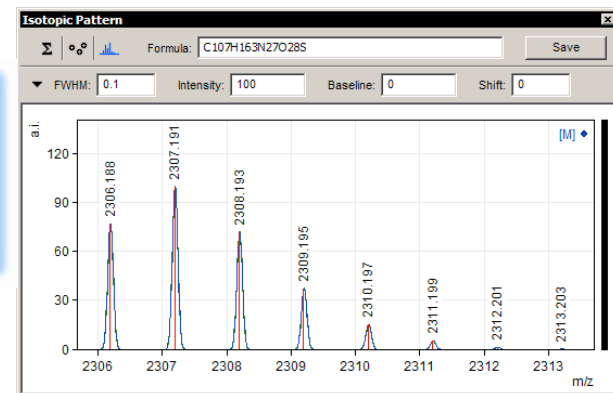 Isotopic Pattern x
Σ Formula: C107H163N27O28S Save
FWHM: 0.1 Intensity: 100 Baseline: 0 Shift: 0
a.i.
[M]
120
90
60
30
0
2306.188
2307.191
2308.193
2309.195
2310.197
2311.199
2312.201
2313.203
2306 2307 2308 2309 2310 2311 2312 2313
m/z